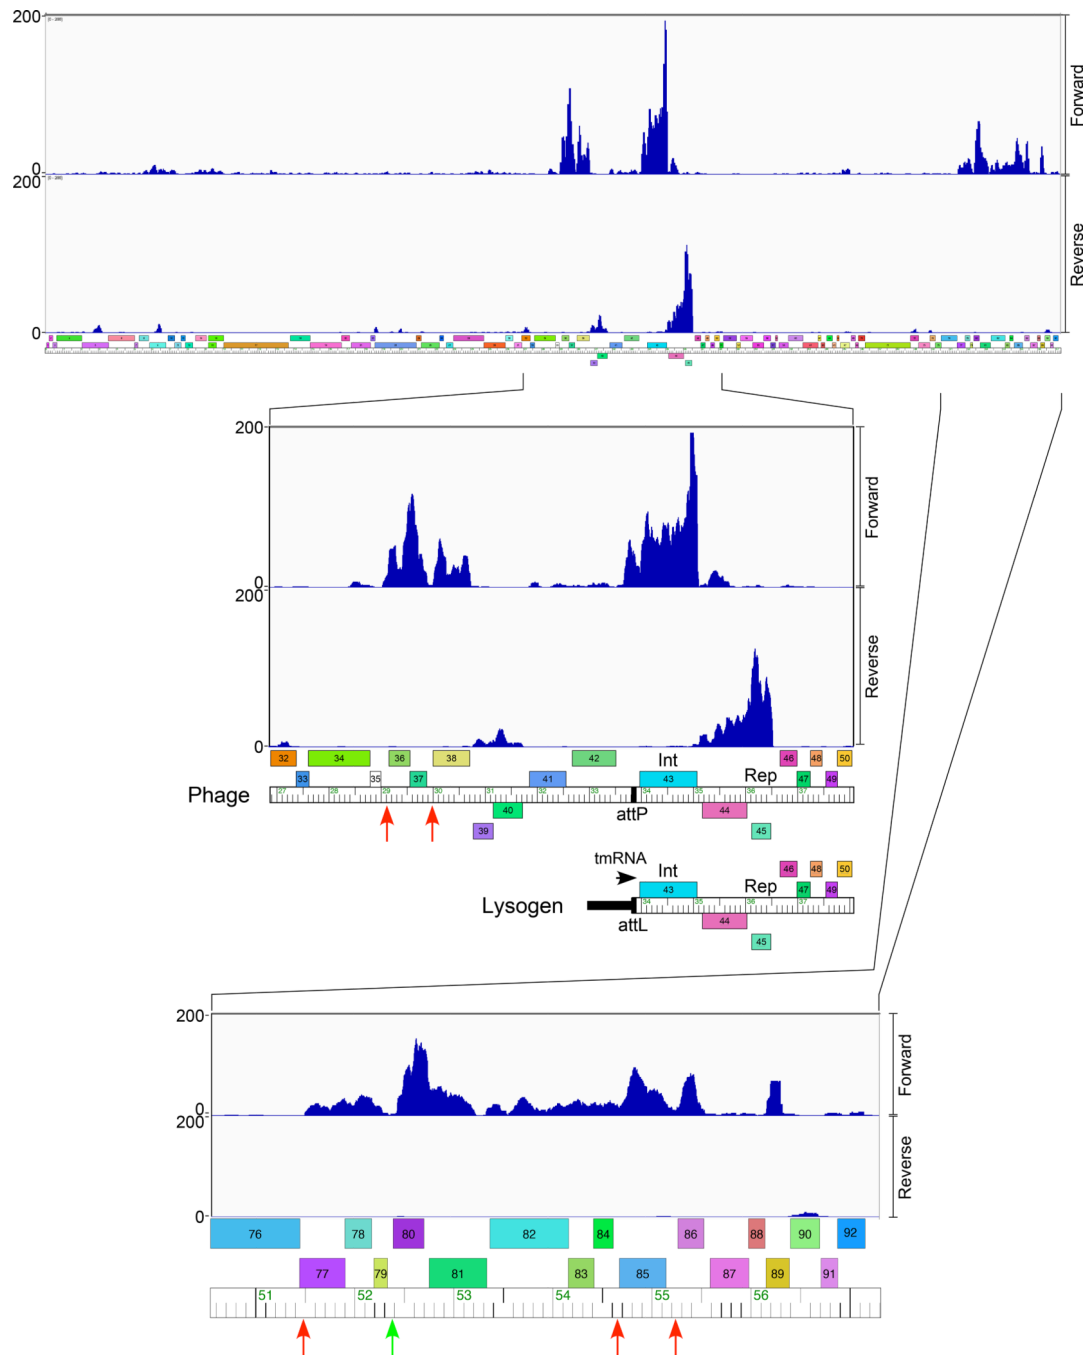 200
Forward
0
200
Reverse
0
200
Forward
0
200
Reverse
0
32 34 36 38 42 Int 46 48 50
33 35 37 41 43 Rep 47 49
Phage 27 28 29 30 31 32 33 34 35 36 37
40 attP 44
39 45
tmRNA Int 46 48 50
43 Rep 47 49
Lysogen 34 35 36 37
attL 44
45
200
Forward
0
200
Reverse
0
76 78 80 82 84 86 88 90 92
77 79 81 83 85 87 89 91
51 52 53 54 55 56